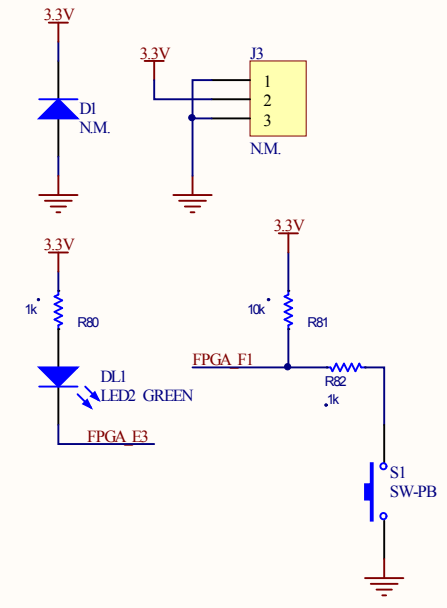 3.3V
D1
N.M.
3.3V
J3
1
2
3
N.M.
3.3V
1k
R80
DL1
LED2 GREEN
FPGA_E3
3.3V
10k
R81
FPGA_F1
R82
1k
S1
SW-PB